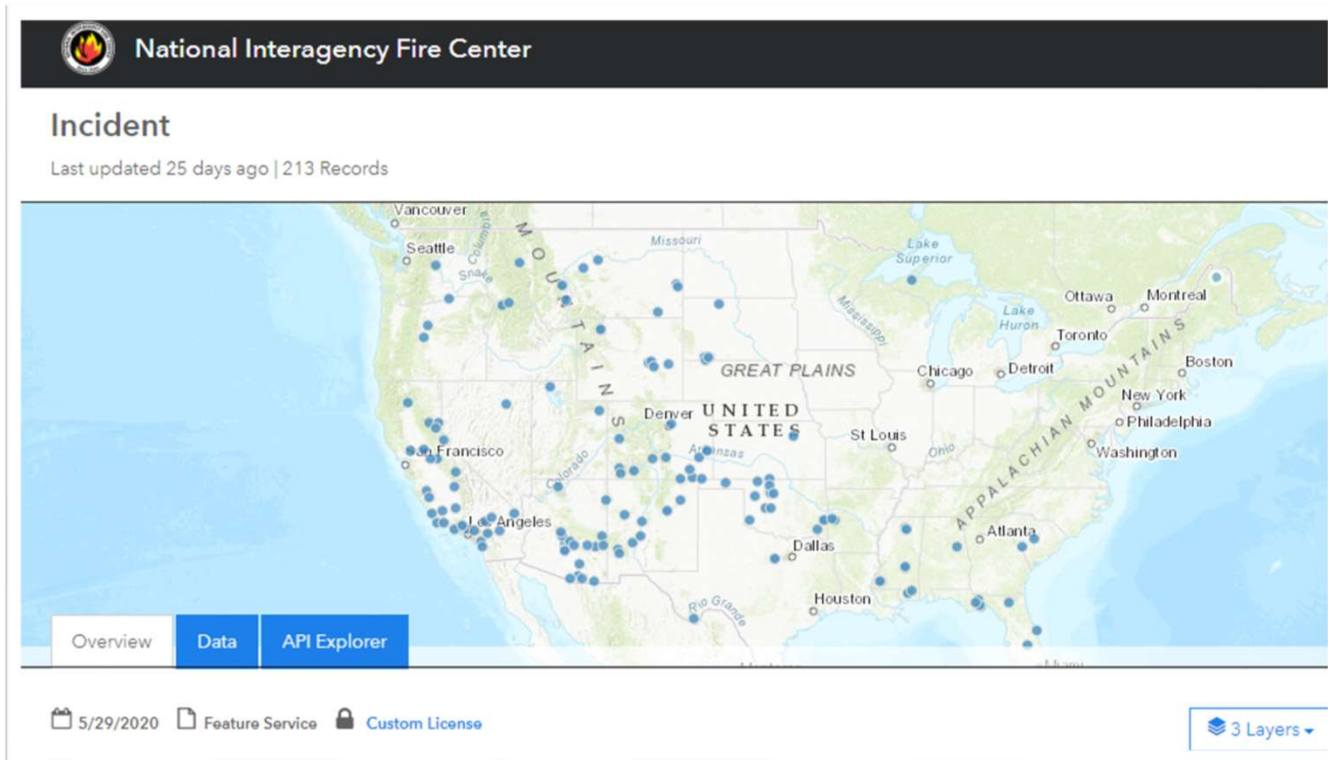 National Interagency Fire Center
Incident
Last updated 25 days ago | 213 Records
Vancouver
Seattle
Columbia
Snake
MOUNTAINS
Missouri
Lake
Superior
Mississippi
Ottawa
Montreal
Lake
Huron
Toronto
GREAT PLAINS
Chicago
Detroit
Boston
New York
Philadelphia
Washington
APPALACHIAN MOUNTAINS
Denver
UNITED
STATES
St Louis
Ohio
Arkansas
San Francisco
Colorado
Los Angeles
Atlanta
Dallas
Houston
Rio Grande
Miami
Overview
Data
API Explorer
5/29/2020
Feature Service
Custom License
3 Layers